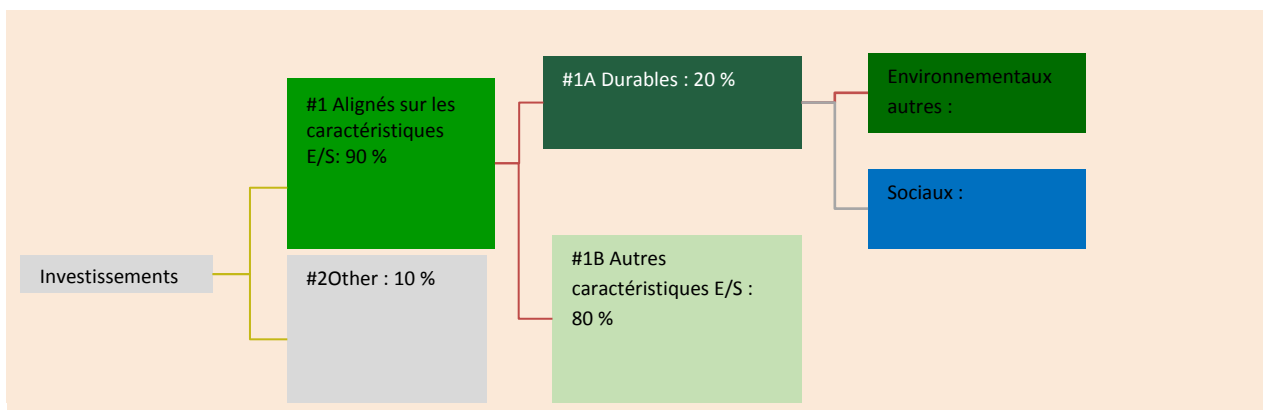 Investissements
#1 Alignés sur les
caractéristiques
E/S: 90 %
#2Other : 10 %
#1A Durables : 20 %
#1B Autres
caractéristiques E/S :
80 %
Environnementaux
autres :
Sociaux :